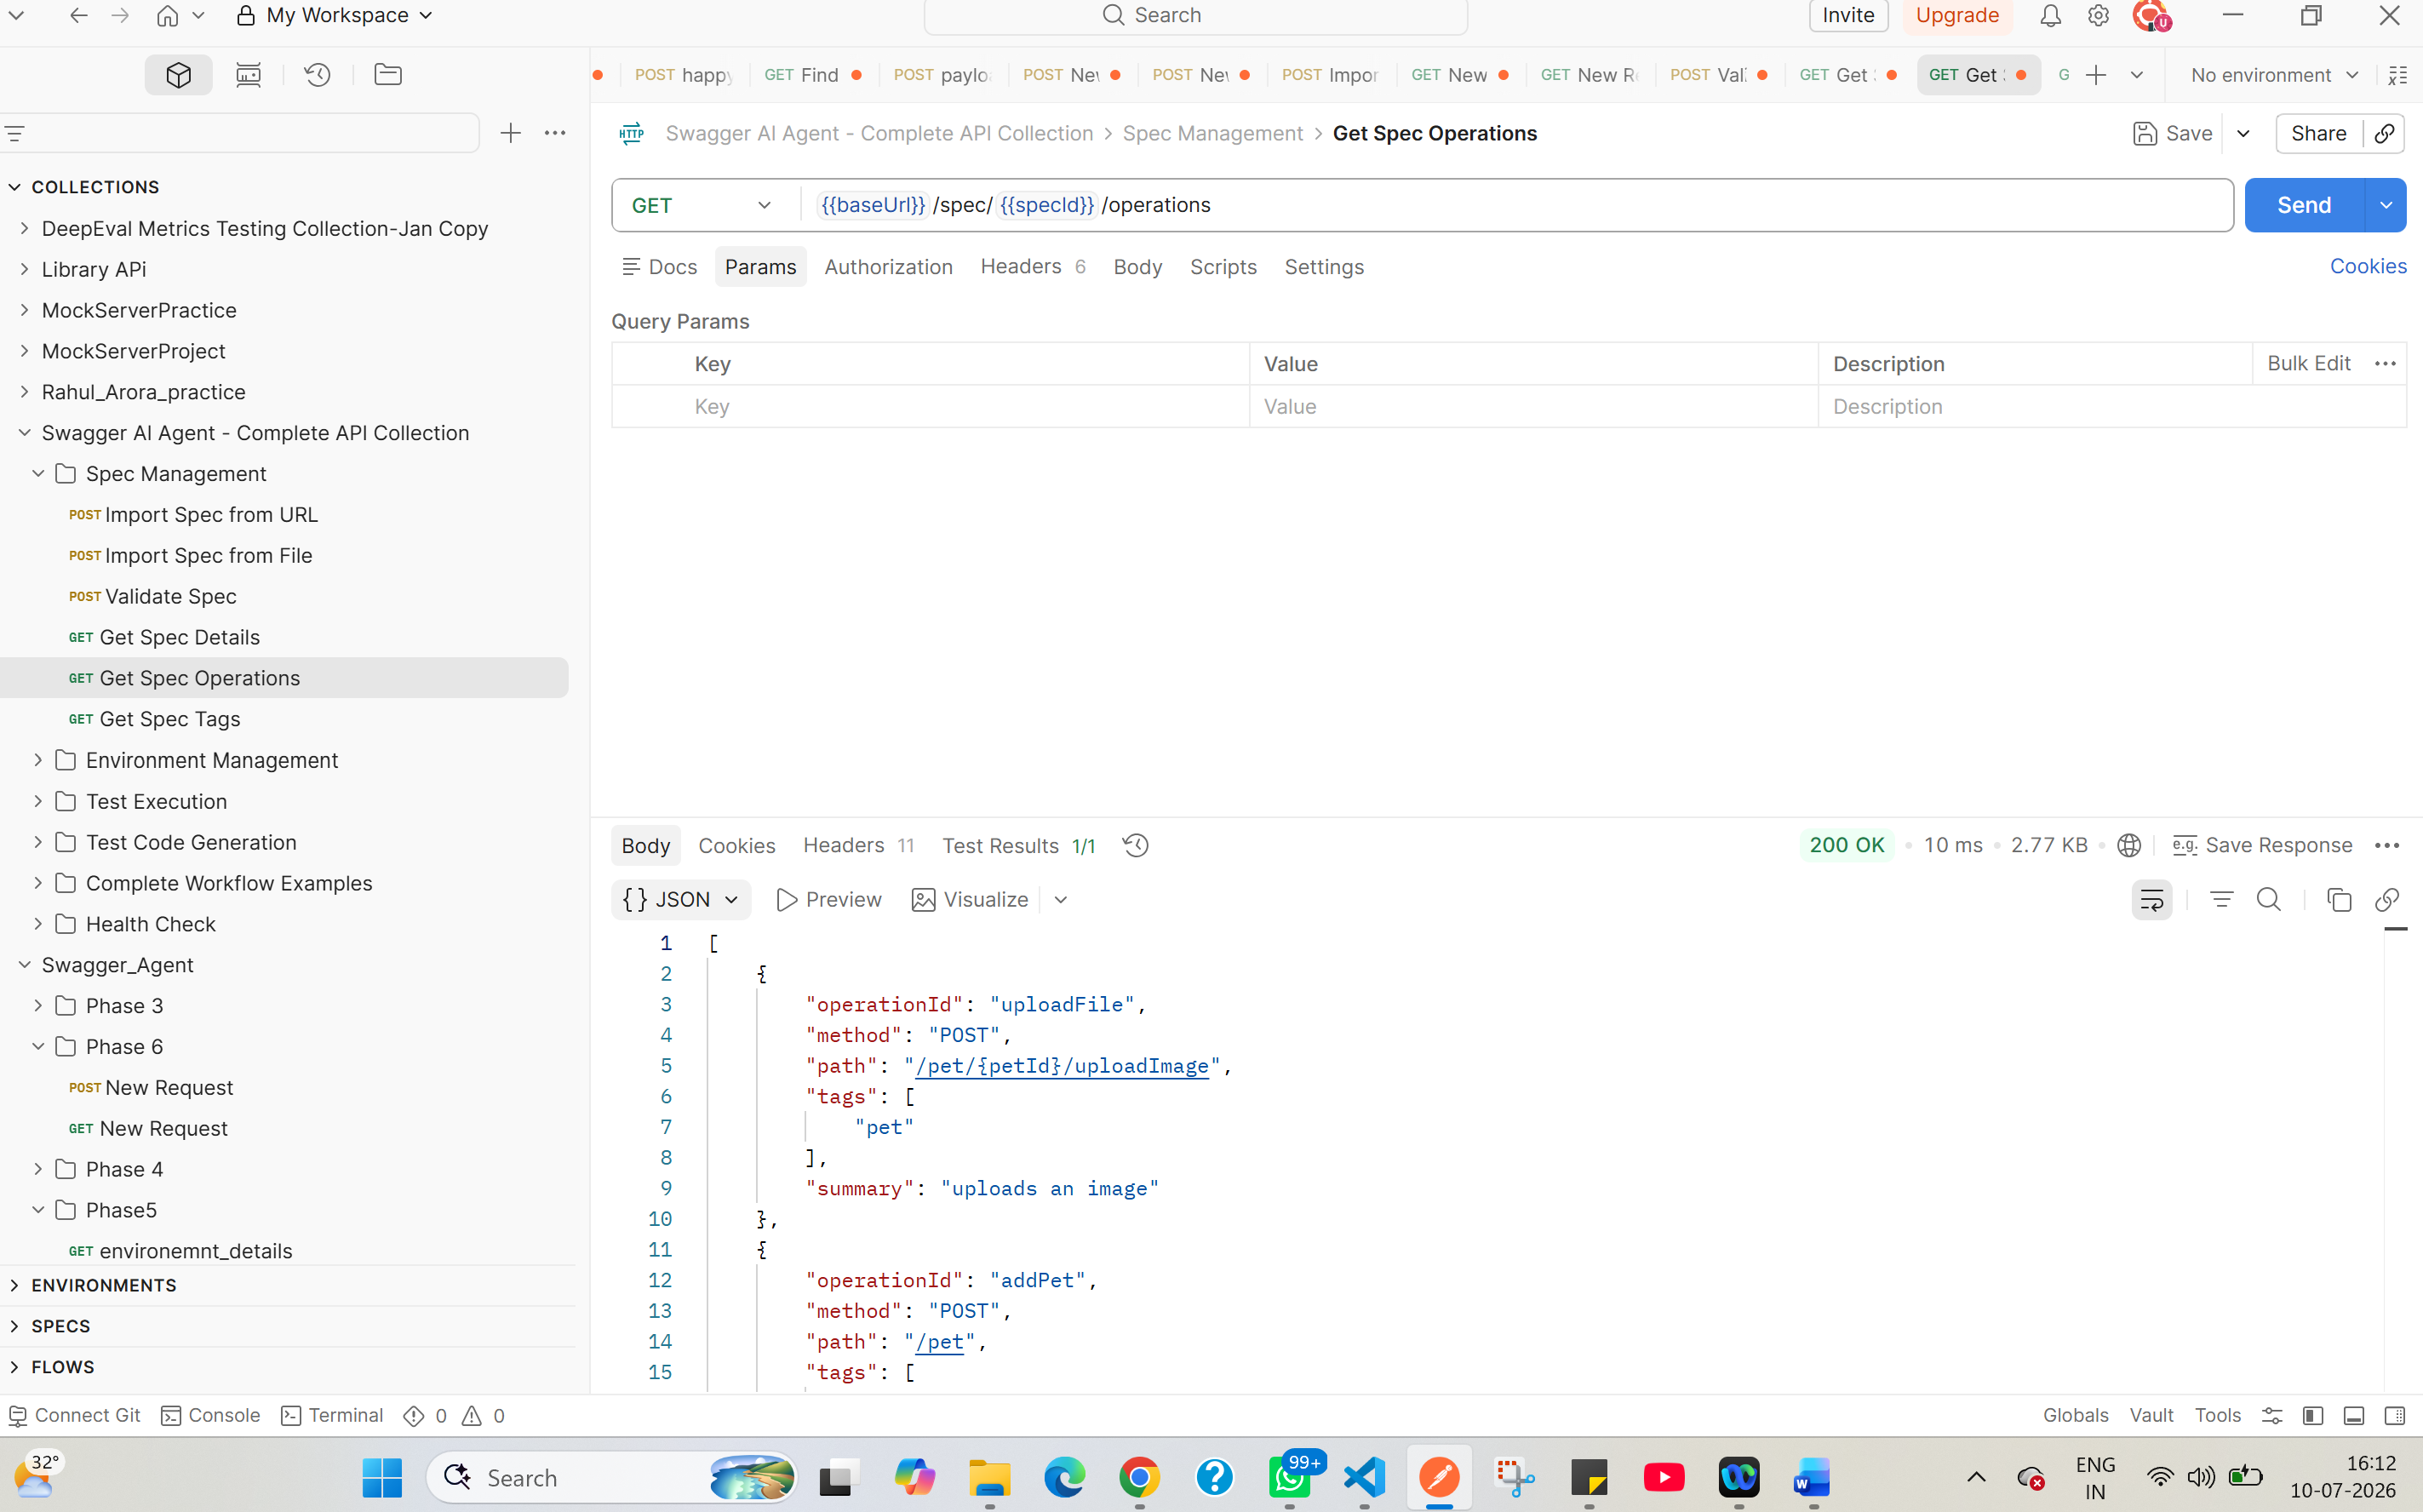 My Workspace
Search
Invite
Upgrade
U
POST happy
GET Find
POST paylo
POST Nev
POST Nev
POST Impor
GET New
GET New R
POST Val
GET Get
GET Get
G
No environment
HTTP
Swagger AI Agent - Complete API Collection > Spec Management > Get Spec Operations
Save
Share
COLLECTIONS
DeepEval Metrics Testing Collection-Jan Copy
Library APi
MockServerPractice
MockServerProject
Rahul_Arora_practice
Swagger AI Agent - Complete API Collection
Spec Management
POST Import Spec from URL
POST Import Spec from File
POST Validate Spec
GET Get Spec Details
GET Get Spec Operations
GET Get Spec Tags
Environment Management
Test Execution
Test Code Generation
Complete Workflow Examples
Health Check
Swagger_Agent
Phase 3
Phase 6
POST New Request
GET New Request
Phase 4
Phase5
GET environemnt_details
ENVIRONMENTS
SPECS
FLOWS
GET
{{baseUrl}}/spec/{{specId}}/operations
Send
Docs
Params
Authorization
Headers 6
Body
Scripts
Settings
Cookies
Query Params
Key Value Description Bulk Edit
Key Value Description
Body
Cookies
Headers 11
Test Results 1/1
200 OK
10 ms
2.77 KB
e.g. Save Response
{} JSON
Preview
Visualize
1 [
2 {
3 "operationId": "uploadFile",
4 "method": "POST",
5 "path": "/pet/{petId}/uploadImage",
6 "tags": [
7 "pet"
8 ],
9 "summary": "uploads an image"
10 },
11 {
12 "operationId": "addPet",
13 "method": "POST",
14 "path": "/pet",
15 "tags": [
Connect Git
Console
Terminal
0
0
Globals
Vault
Tools
32°
Search
99+
ENG
IN
16:12
10-07-2026